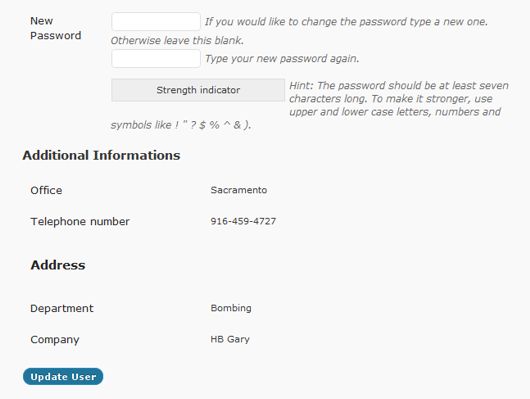 New Password If you would like to change the password type a new one.
Otherwise leave this blank.
Type your new password again.
Strength indicator Hint: The password should be at least seven
characters long. To make it stronger, use
upper and lower case letters, numbers and
symbols like ! " ? $ % ^ & ).
Additional Informations
Office Sacramento
Telephone number 916-459-4727
Address
Department Bombing
Company HB Gary
Update User